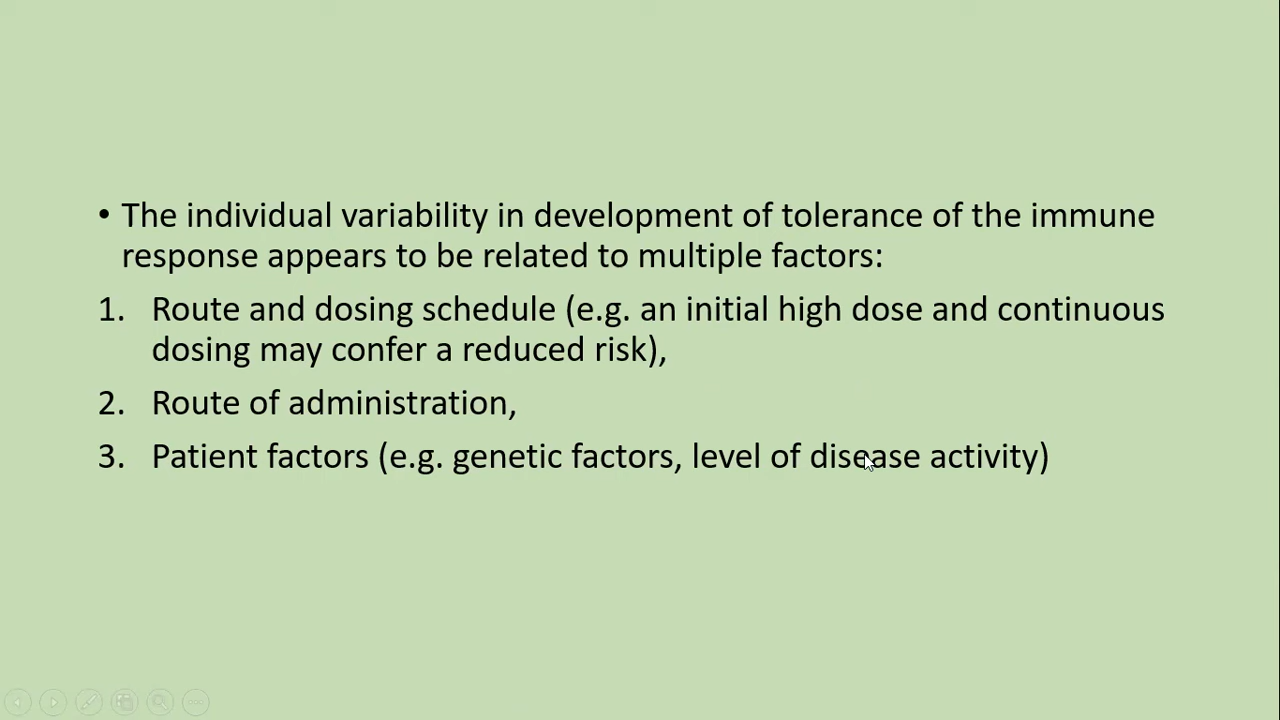 • The individual variability in development of tolerance of the immune
response appears to be related to multiple factors:
1. Route and dosing schedule (e.g. an initial high dose and continuous
dosing may confer a reduced risk),
2. Route of administration,
3. Patient factors (e.g. genetic factors, level of disease activity)